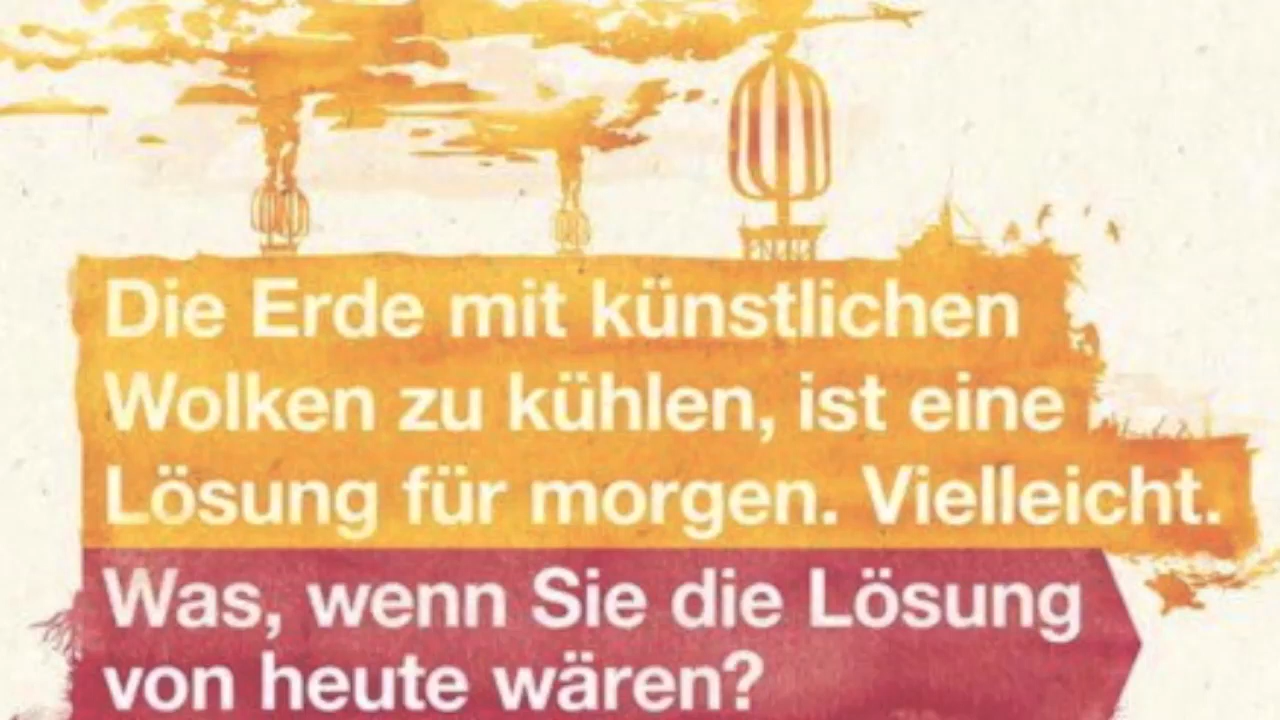 Die Erde mit künstlichen
Wolken zu kühlen, ist eine
Lösung für morgen. Vielleicht.
Was, wenn Sie die Lösung
von heute wären?